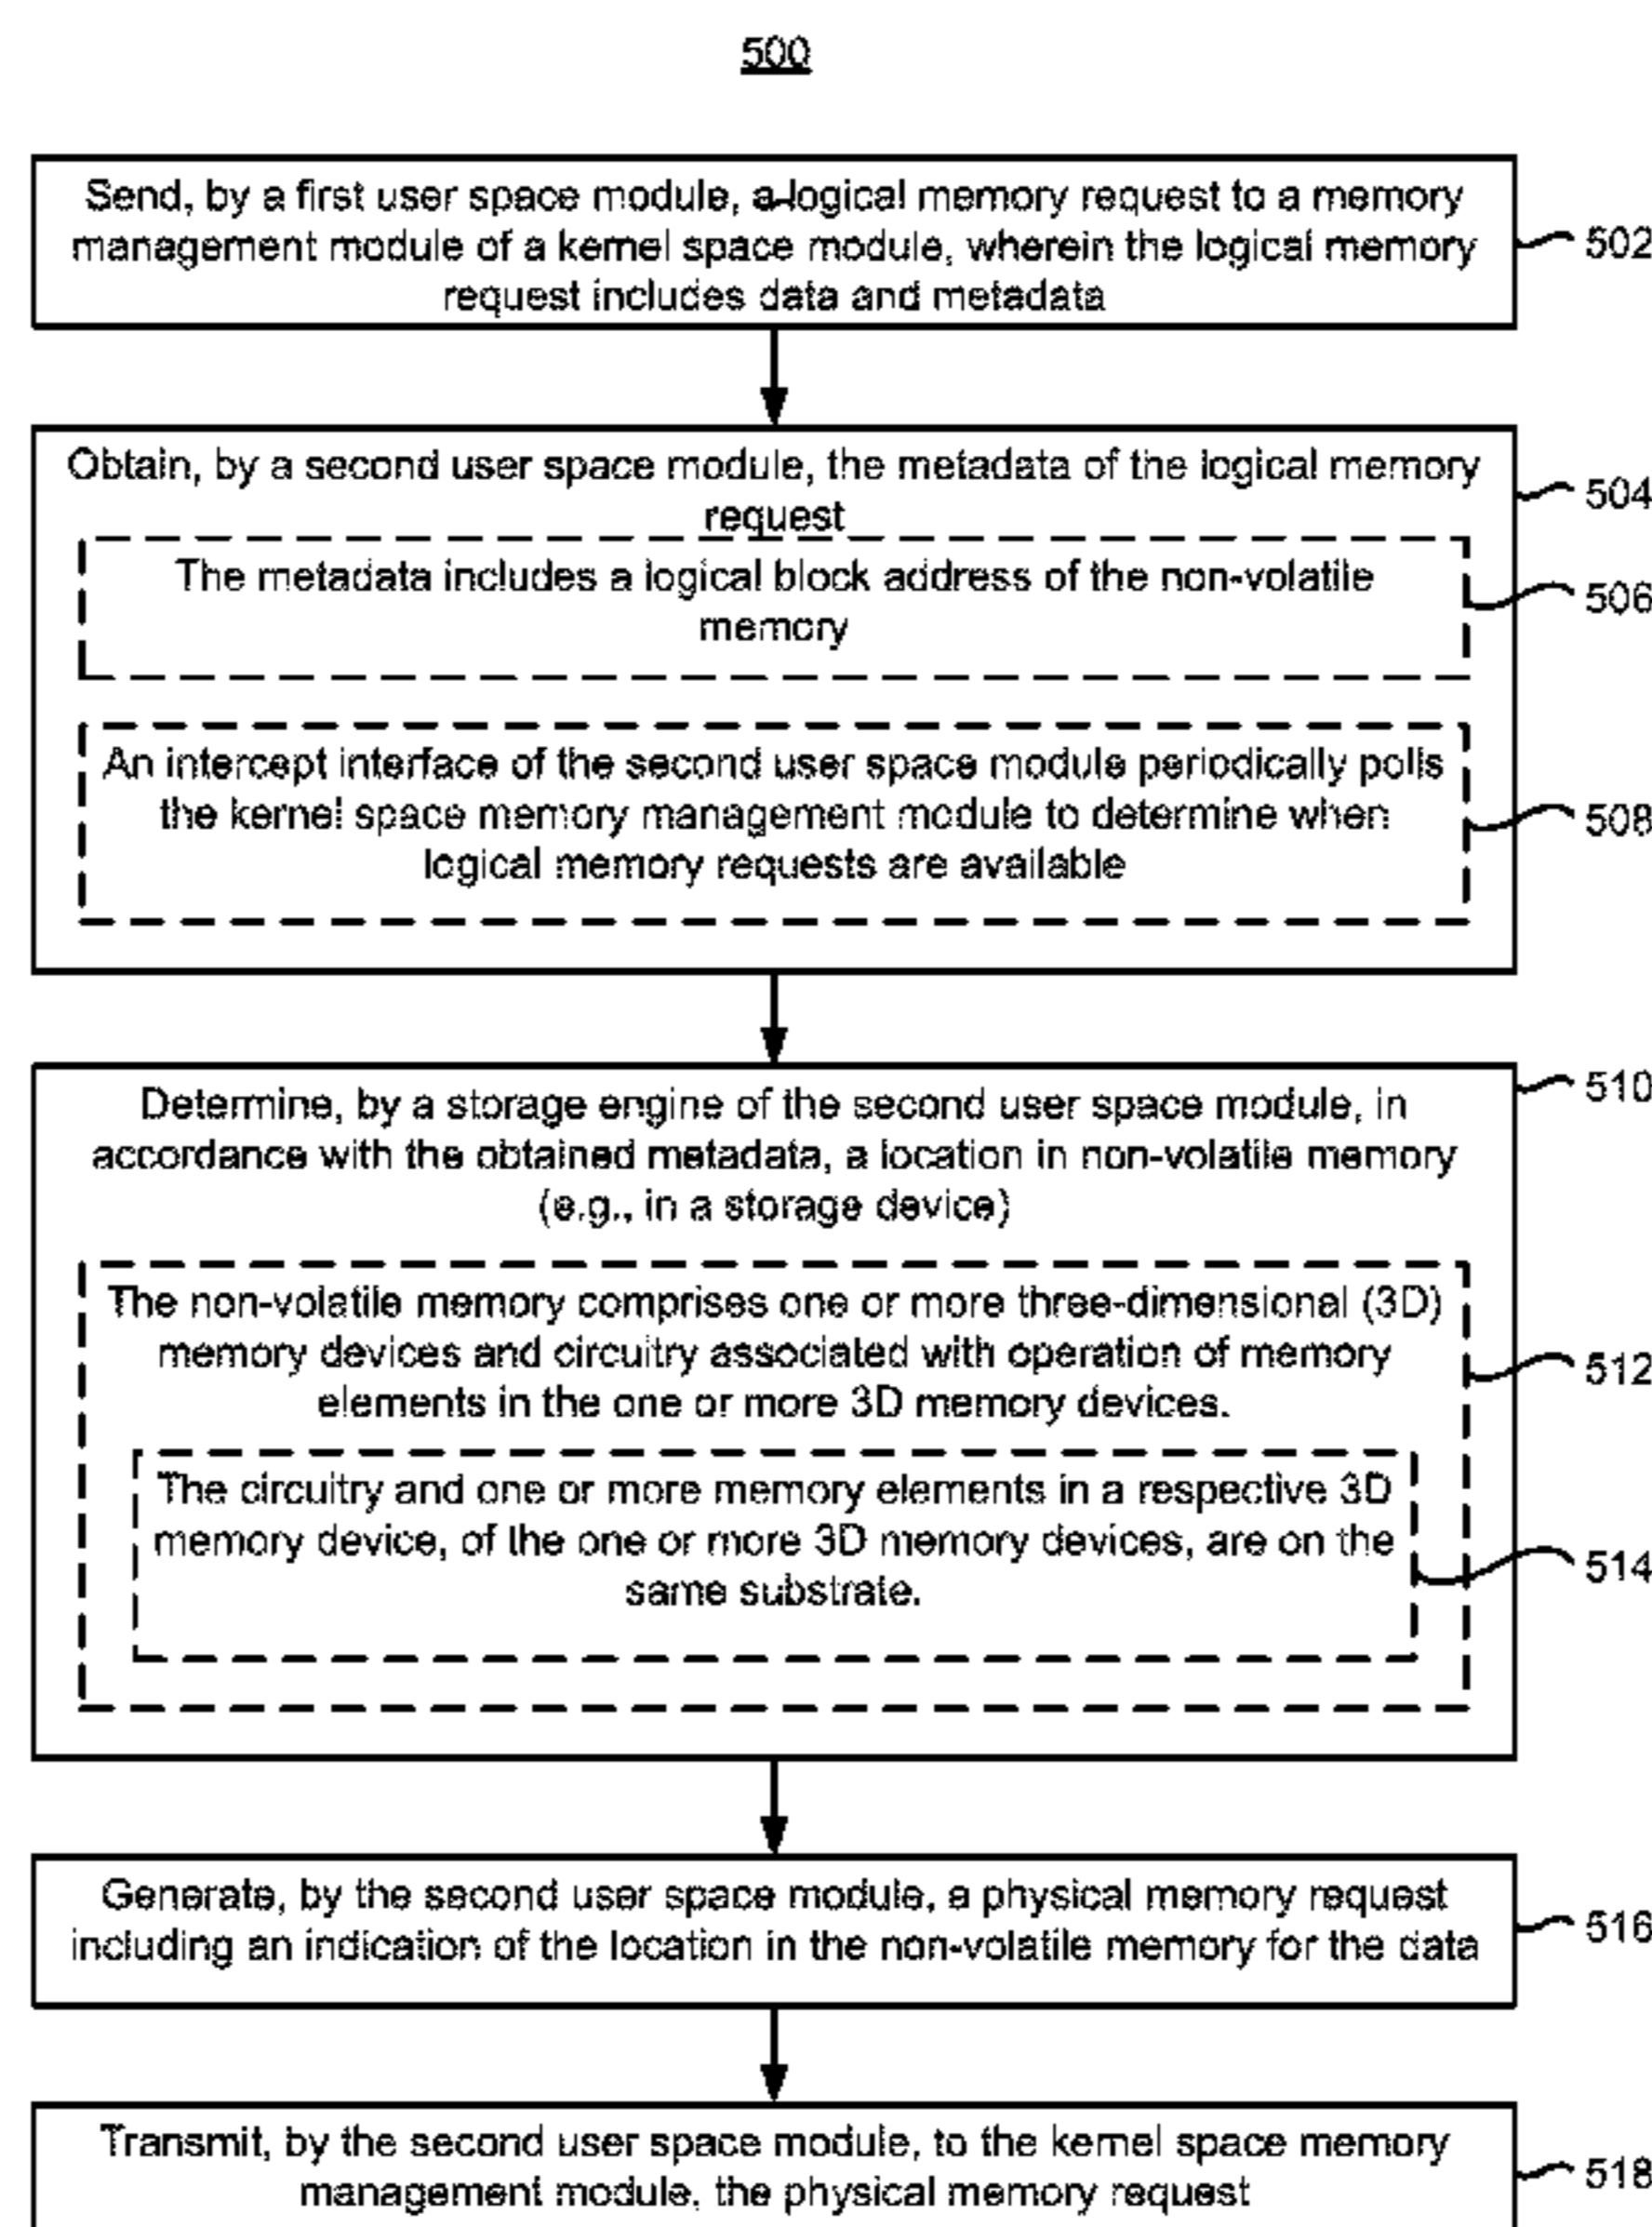 500
Send, by a first user space module, a logical memory request to a memory
management module of a kernel space module, wherein the logical memory
request includes data and metadata
502
Obtain, by a second user space module, the metadata of the logical memory
request
504
The metadata includes a logical block address of the non-volatile
memory
506
An intercept interface of the second user space module periodically polls
the kernel space memory management module to determine when
logical memory requests are available
508
Determine, by a storage engine of the second user space module, in
accordance with the obtained metadata, a location in non-volatile memory
(e.g., in a storage device)
510
The non-volatile memory comprises one or more three-dimensional (3D)
memory devices and circuitry associated with operation of memory
elements in the one or more 3D memory devices.
512
The circuitry and one or more memory elements in a respective 3D
memory device, of the one or more 3D memory devices, are on the
same substrate.
514
Generate, by the second user space module, a physical memory request
including an indication of the location in the non-volatile memory for the data
516
Transmit, by the second user space module, to the kernel space memory
management module, the physical memory request
518